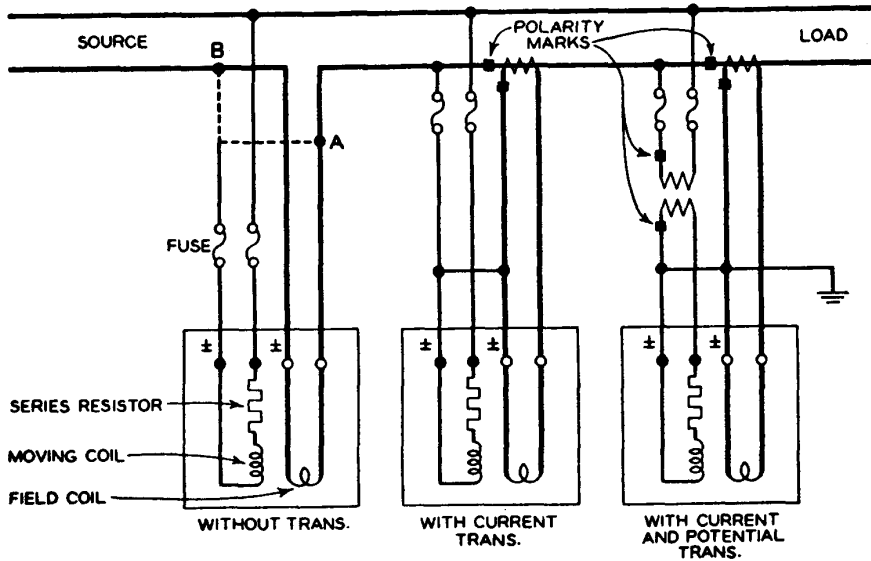 SOURCE
POLARITY
MARKS
LOAD
B
A
FUSE
±
±
±
±
±
±
SERIES RESISTOR
MOVING COIL
FIELD COIL
WITHOUT TRANS.
WITH CURRENT
TRANS.
WITH CURRENT
AND POTENTIAL
TRANS.